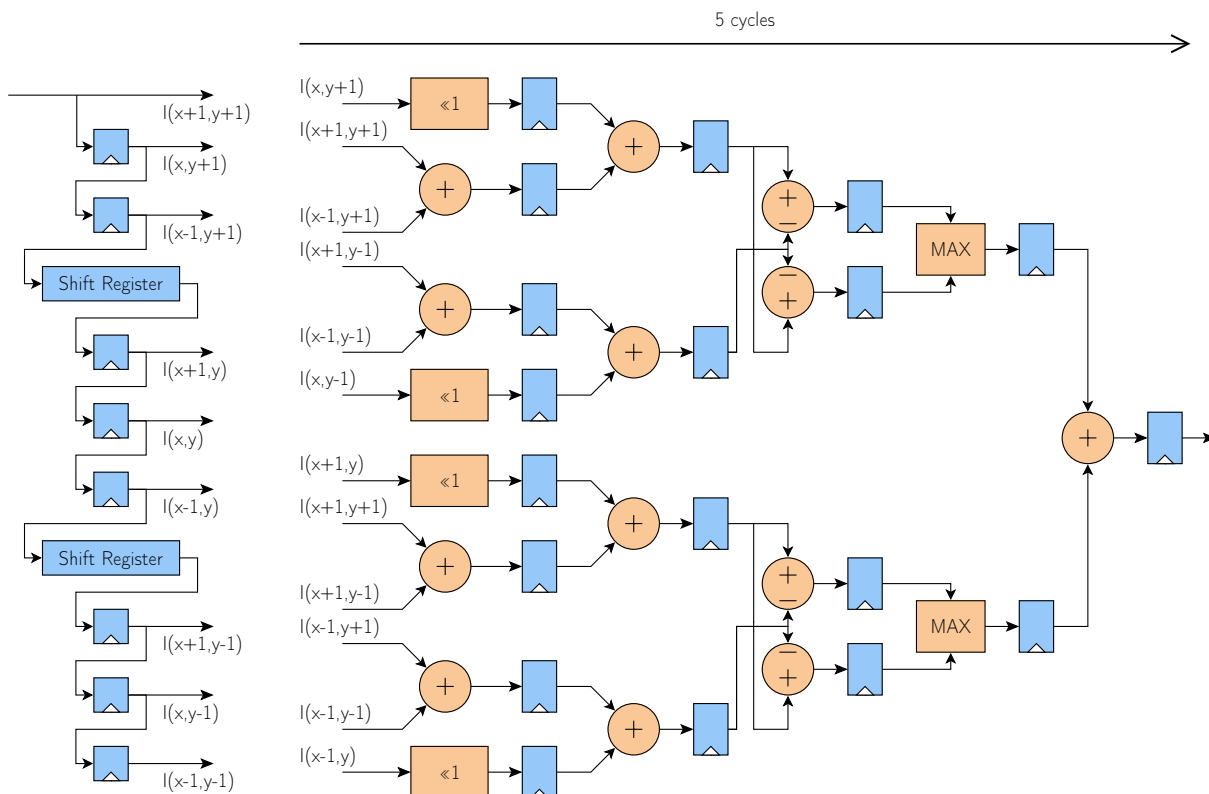 5 cycles
I(x+1,y+1)
I(x,y+1)
I(x-1,y+1)
Shift Register
I(x+1,y)
I(x,y)
I(x-1,y)
Shift Register
I(x+1,y-1)
I(x,y-1)
I(x-1,y-1)
I(x,y+1)
«1
I(x+1,y+1)
+
+
I(x-1,y+1)
I(x+1,y-1)
+
+
I(x-1,y-1)
I(x,y-1)
«1
+
−
−
+
MAX
I(x+1,y)
«1
I(x+1,y+1)
+
+
I(x+1,y-1)
I(x-1,y+1)
+
+
I(x-1,y-1)
I(x-1,y)
«1
+
−
−
+
MAX
+